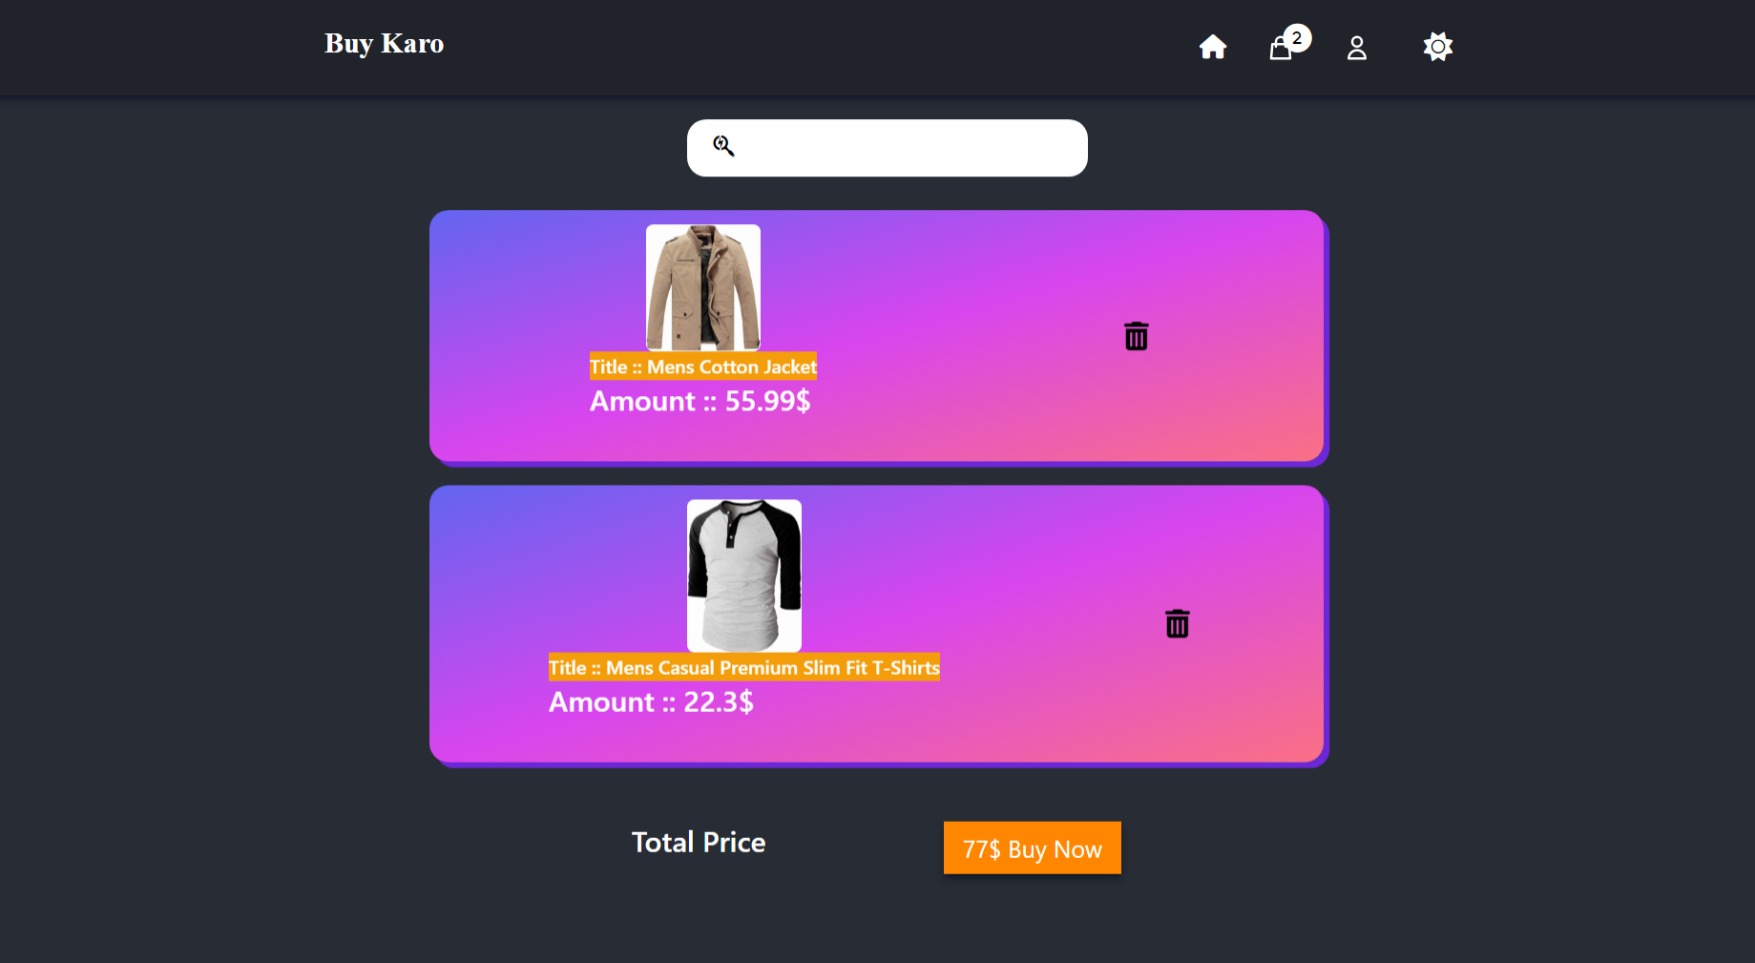 Buy Karo
2
Title :: Mens Cotton Jacket
Amount :: 55.99$
Title :: Mens Casual Premium Slim Fit T-Shirts
Amount :: 22.3$
Total Price
77$ Buy Now